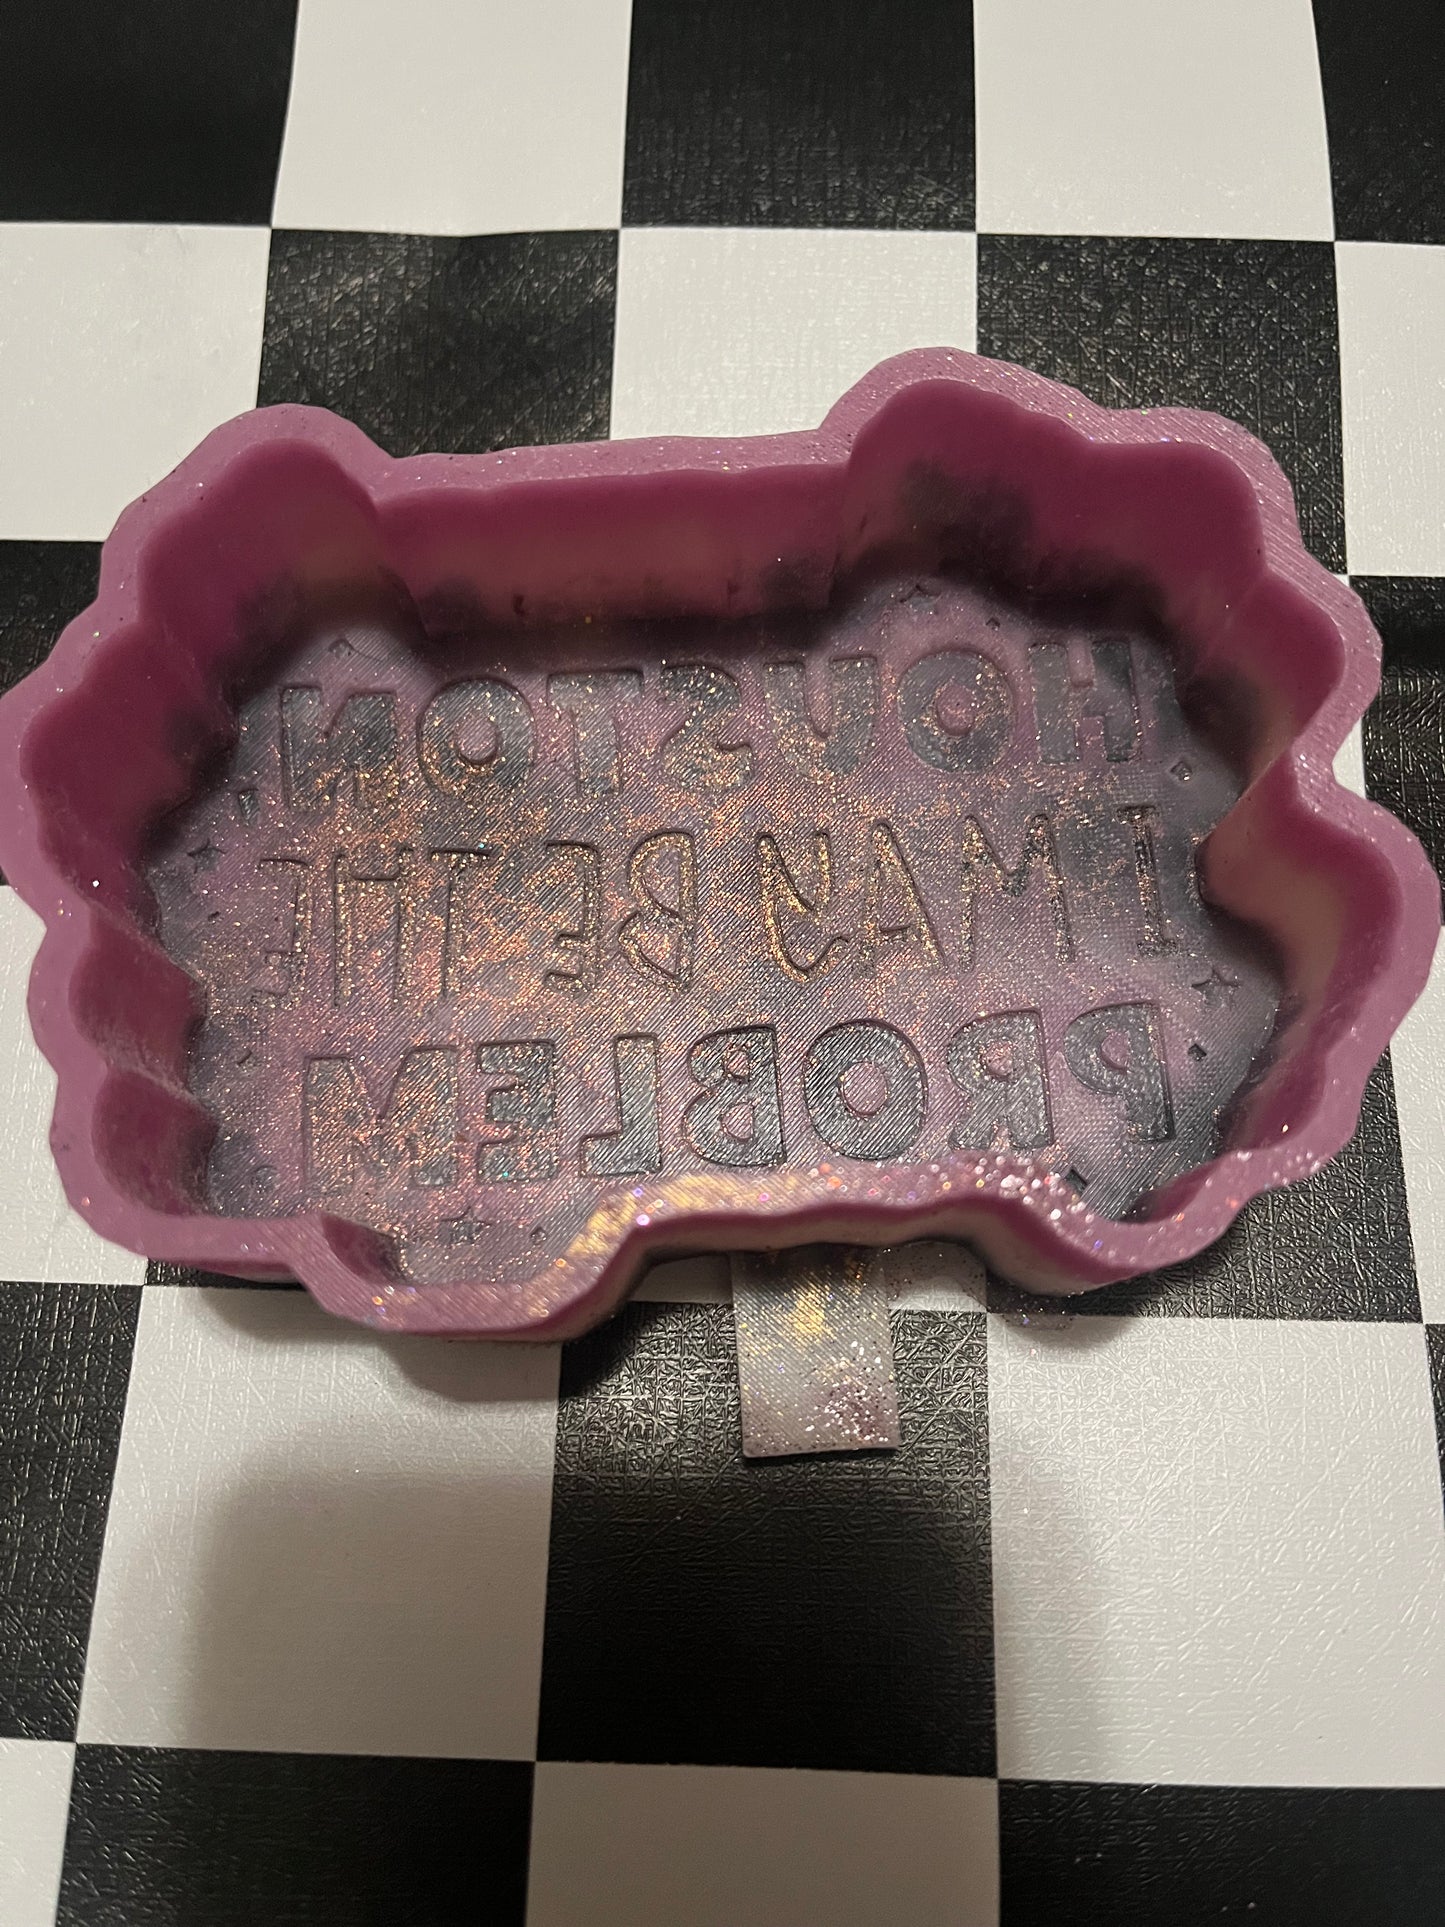 HOUSTON,
I MAY BE THE
PROBLEM